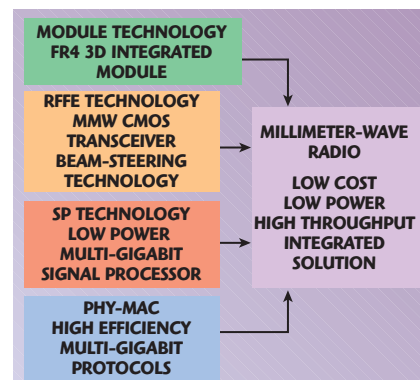 MODULE TECHNOLOGY
FR4 3D INTEGRATED
MODULE
RFFE TECHNOLOGY
MMW CMOS
TRANSCEIVER
BEAM-STEERING
TECHNOLOGY
SP TECHNOLOGY
LOW POWER
MULTI-GIGABIT
SIGNAL PROCESSOR
PHY-MAC
HIGH EFFICIENCY
MULTI-GIGABIT
PROTOCOLS
MILLIMETER-WAVE
RADIO
LOW COST
LOW POWER
HIGH THROUGHPUT
INTEGRATED
SOLUTION